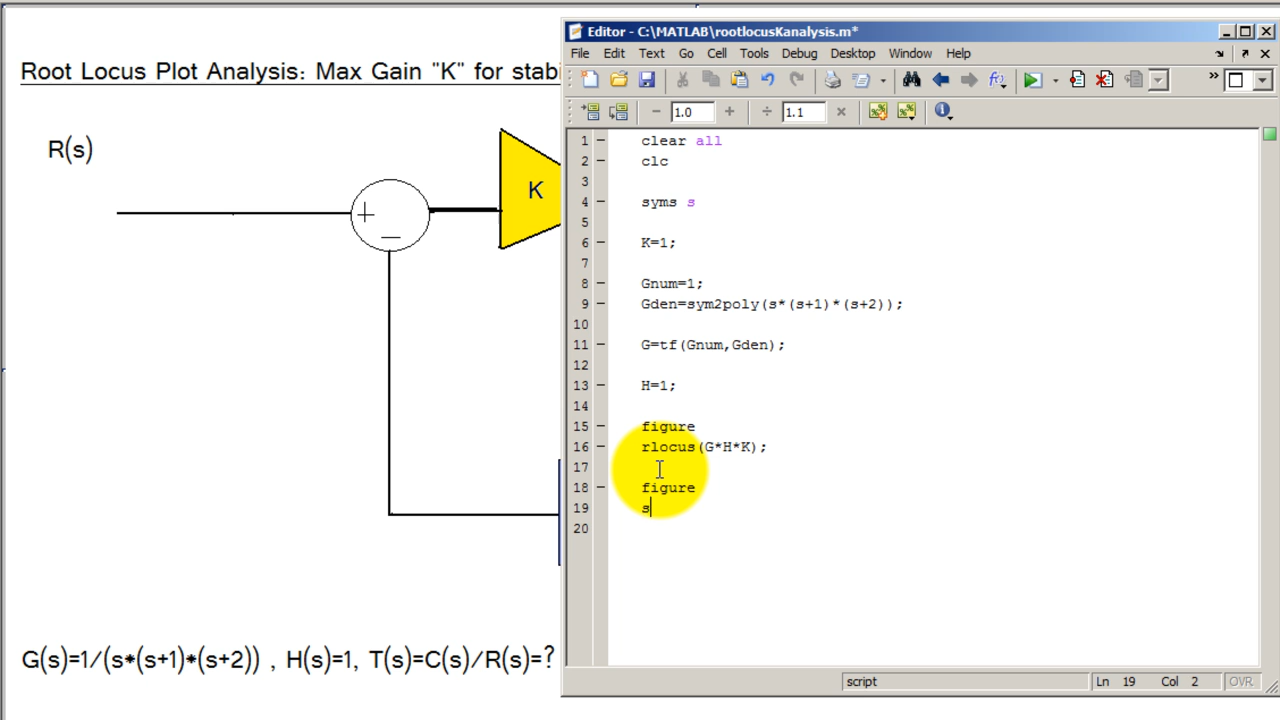 Root Locus Plot Analysis: Max Gain "K" for stabi
R(s)
+
−
K
G(s)=1/(s*(s+1)*(s+2)) , H(s)=1, T(s)=C(s)/R(s)=?
Editor - C:\MATLAB\rootlocusKanalysis.m*
File Edit Text Go Cell Tools Debug Desktop Window Help
− 1.0 + ÷ 1.1 ×
1 − clear all
2 − clc
3
4 − syms s
5
6 − K=1;
7
8 − Gnum=1;
9 − Gden=sym2poly(s*(s+1)*(s+2));
10
11 − G=tf(Gnum,Gden);
12
13 − H=1;
14
15 − figure
16 − rlocus(G*H*K);
17
18 − figure
19 s
20
script Ln 19 Col 2 OVR